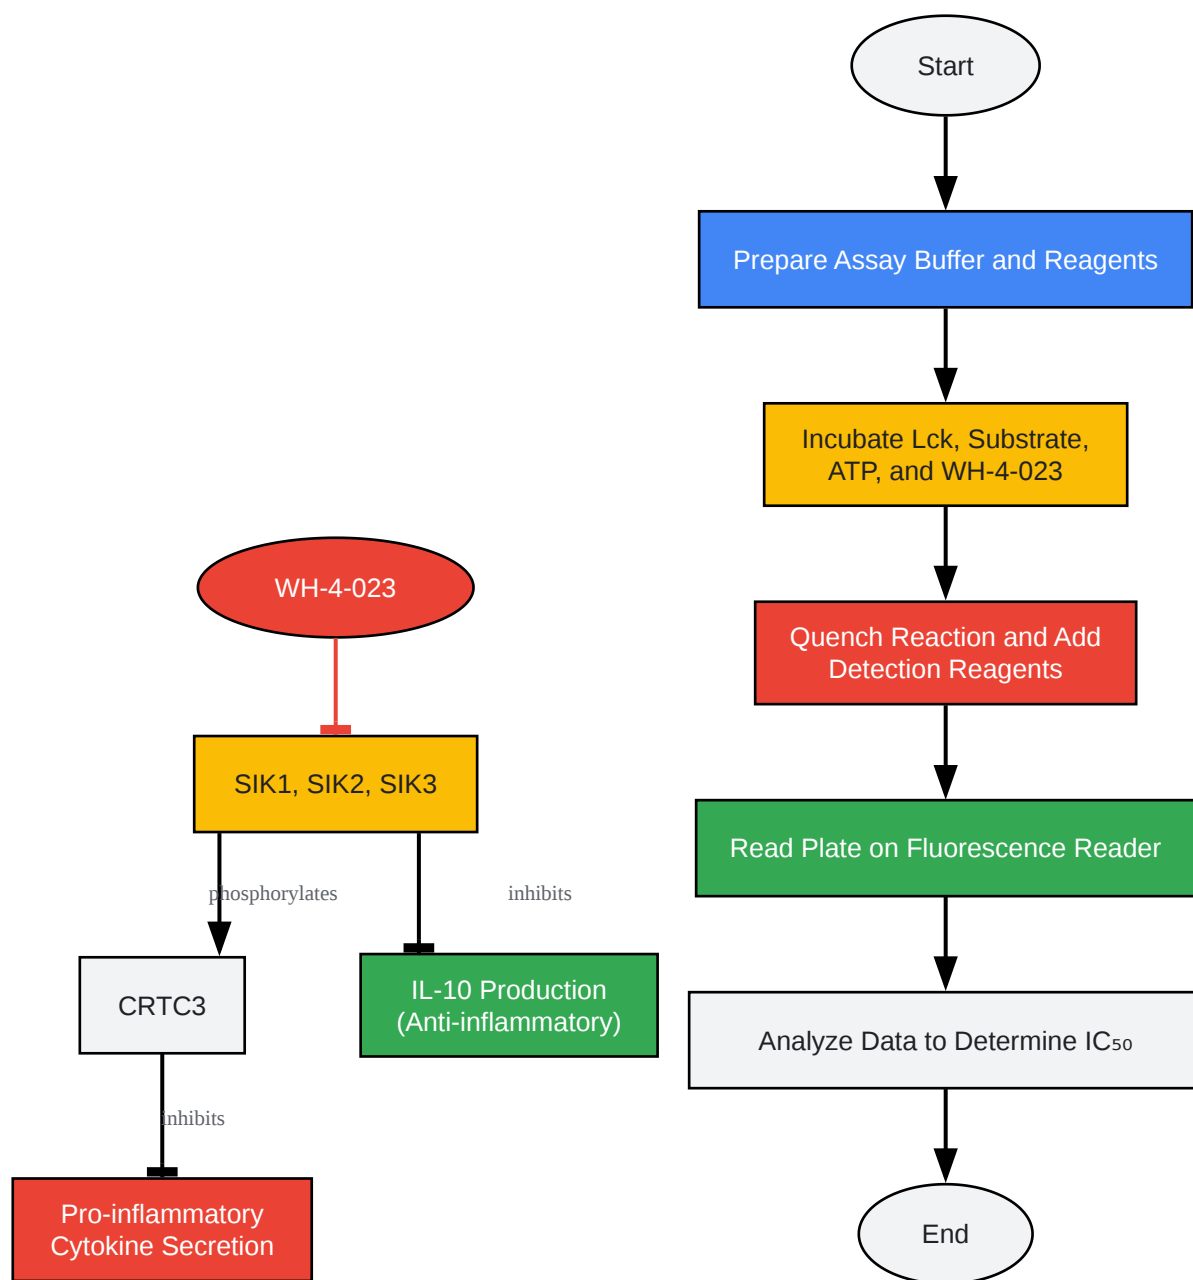 Start
Prepare Assay Buffer and Reagents
Incubate Lck, Substrate,
ATP, and WH-4-023
Quench Reaction and Add
Detection Reagents
Read Plate on Fluorescence Reader
Analyze Data to Determine IC₅₀
End
WH-4-023
SIK1, SIK2, SIK3
phosphorylates
inhibits
CRTC3
IL-10 Production
(Anti-inflammatory)
inhibits
Pro-inflammatory
Cytokine Secretion